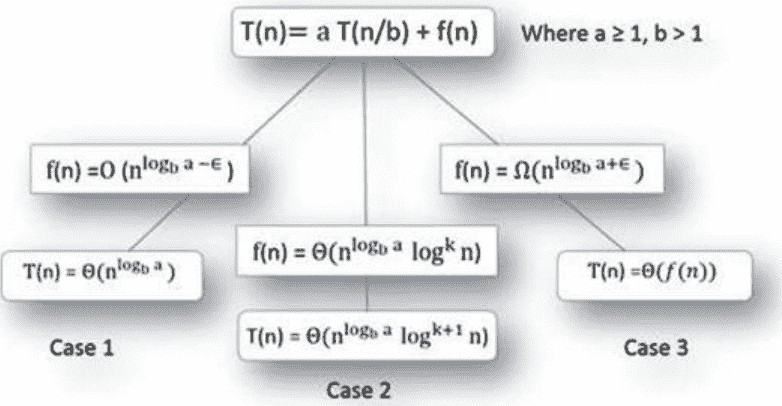 T(n)= a T(n/b) + f(n)
Where a ≥ 1, b > 1
f(n) =O (n^{log_b a −∈})
f(n) = Ω(n^{log_b a+∈})
f(n) = Θ(n^{log_b a} log^k n)
T(n) = Θ(n^{log_b a})
T(n) =Θ(f(n))
T(n) = Θ(n^{log_b a} log^{k+1} n)
Case 1
Case 3
Case 2